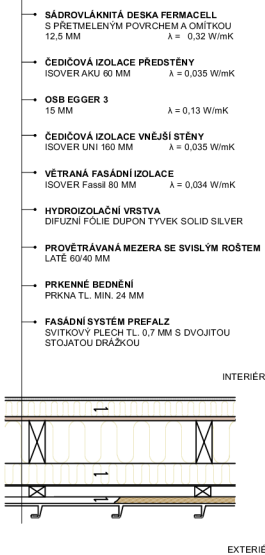 SÁDROVLÁKNITÁ DESKA FERMACELL
S PŘETMELENÝM POVRCHEM A OMÍTKOU
12,5 MM λ = 0,32 W/mK
ČEDIČOVÁ IZOLACE PŘEDSTĚNY
ISOVER AKU 60 MM λ = 0,035 W/mK
OSB EGGER 3
15 MM λ = 0,13 W/mK
ČEDIČOVÁ IZOLACE VNĚJŠÍ STĚNY
ISOVER UNI 160 MM λ = 0,035 W/mK
VĚTRANÁ FASÁDNÍ IZOLACE
ISOVER Fassil 80 MM λ = 0,034 W/mK
HYDROIZOLAČNÍ VRSTVA
DIFUZNÍ FÓLIE DUPON TYVEK SOLID SILVER
PROVĚTRÁVANÁ MEZERA SE SVISLÝM ROŠTEM
LATĚ 60/40 MM
PRKENNÉ BEDNĚNÍ
PRKNA TL. MIN. 24 MM
FASÁDNÍ SYSTÉM PREFALZ
SVITKOVÝ PLECH TL. 0,7 MM S DVOJITOU
STOJATOU DRÁŽKOU
INTERIÉR
EXTERIÉ